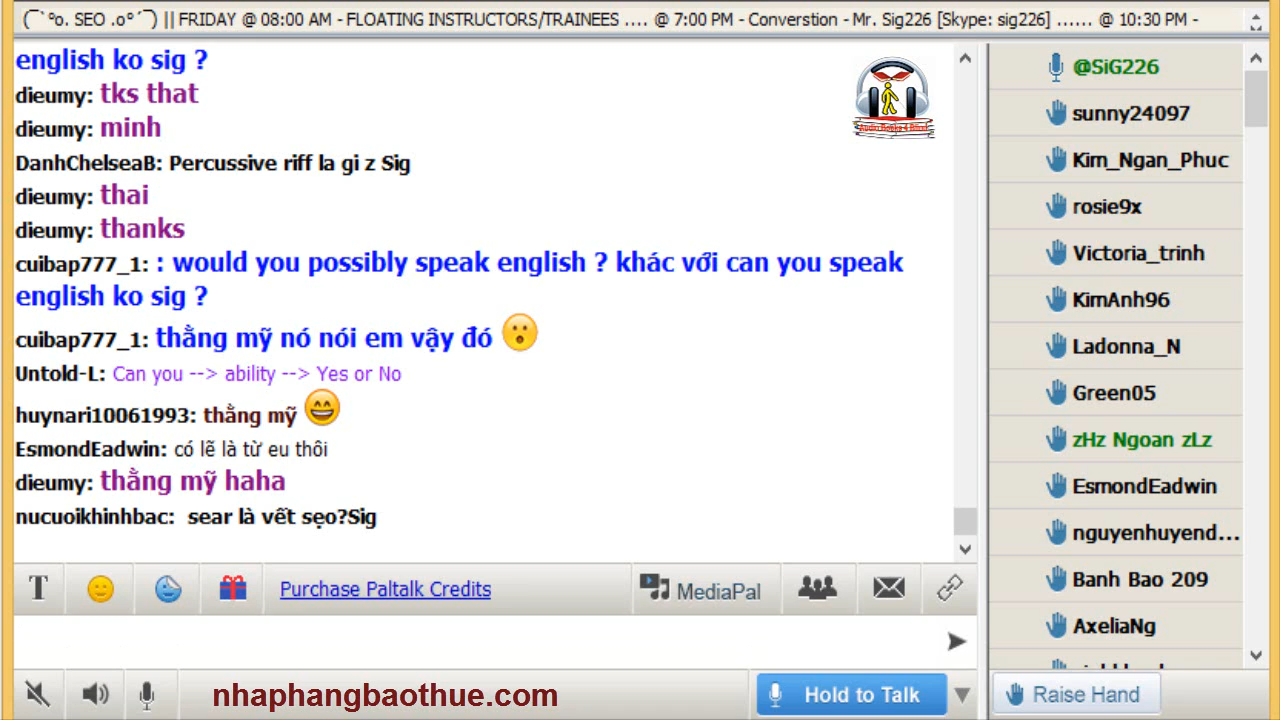 (¯`°o. SEO .o°´¯) || FRIDAY @ 08:00 AM - FLOATING INSTRUCTORS/TRAINEES .... @ 7:00 PM - Converstion - Mr. Sig226 [Skype: sig226] ...... @ 10:30 PM -
english ko sig ?
dieumy: tks that
dieumy: minh
DanhChelseaB: Percussive riff la gi z Sig
dieumy: thai
dieumy: thanks
cuibap777_1: : would you possibly speak english ? khác với can you speak
english ko sig ?
cuibap777_1: thằng mỹ nó nói em vậy đó
Untold-L: Can you --> ability --> Yes or No
huynari10061993: thằng mỹ
EsmondEadwin: có lẽ là từ eu thôi
dieumy: thằng mỹ haha
nucuoikhinhbac: sear là vết sẹo?Sig
Audio Books 4 Blind
@SiG226
sunny24097
Kim_Ngan_Phuc
rosie9x
Victoria_trinh
KimAnh96
Ladonna_N
Green05
zHz Ngoan zLz
EsmondEadwin
nguyenhuyend...
Banh Bao 209
AxeliaNg
T
Purchase Paltalk Credits
MediaPal
nhaphangbaothue.com
Hold to Talk
Raise Hand